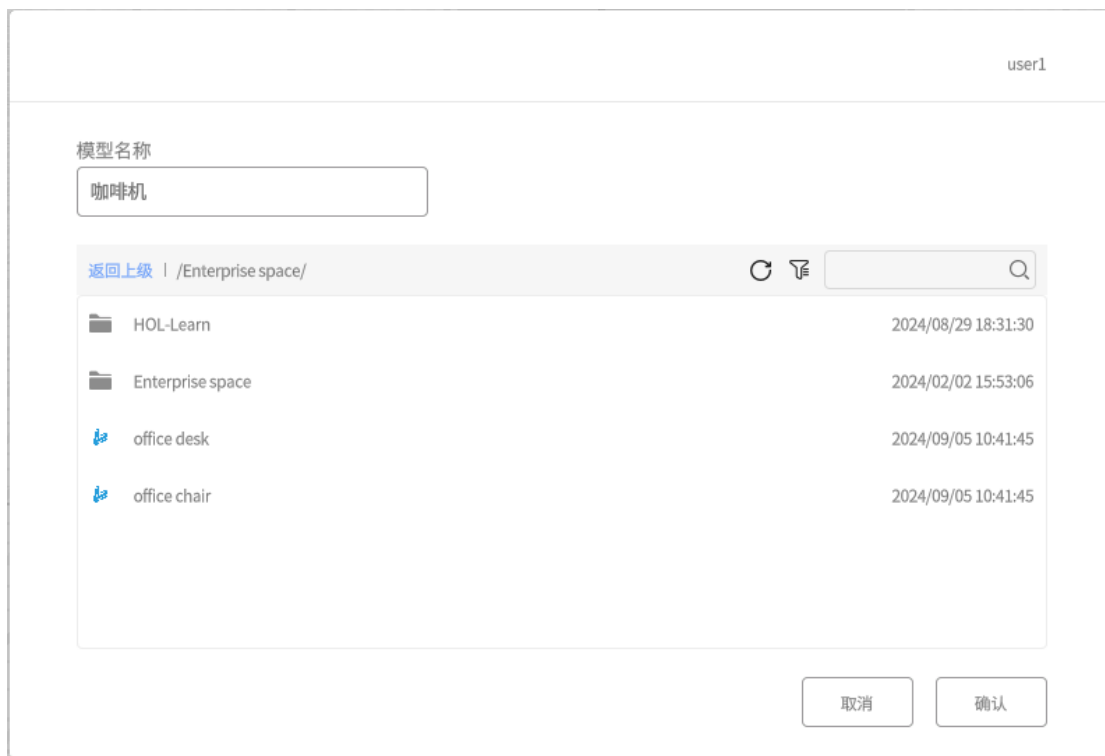 user1
模型名称
咖啡机
返回上级 | /Enterprise space/
HOL-Learn 2024/08/29 18:31:30
Enterprise space 2024/02/02 15:53:06
office desk 2024/09/05 10:41:45
office chair 2024/09/05 10:41:45
取消 确认